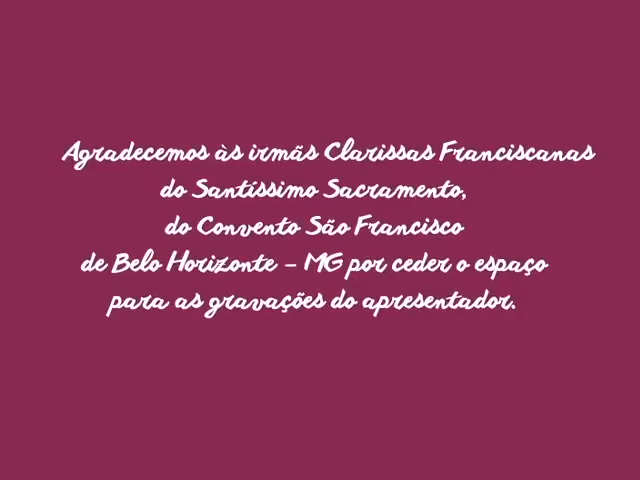 Agradecemos às irmãs Clarissas Franciscanas
do Santíssimo Sacramento,
do Convento São Francisco
de Belo Horizonte - MG por ceder o espaço
para as gravações do apresentador.